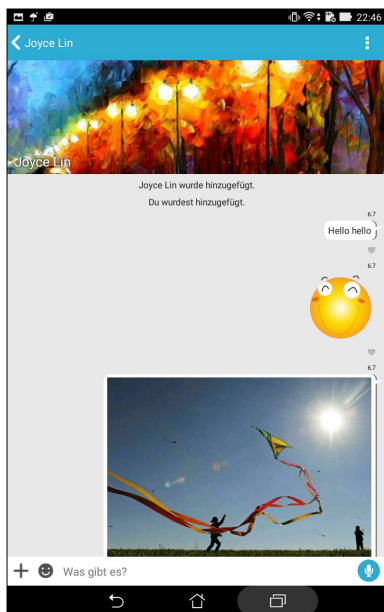 22:46
Joyce Lin
Joyce Lin
Joyce Lin wurde hinzugefügt.
Du wurdest hinzugefügt.
6.7
Hello hello
6.7
6.7
Was gibt es?